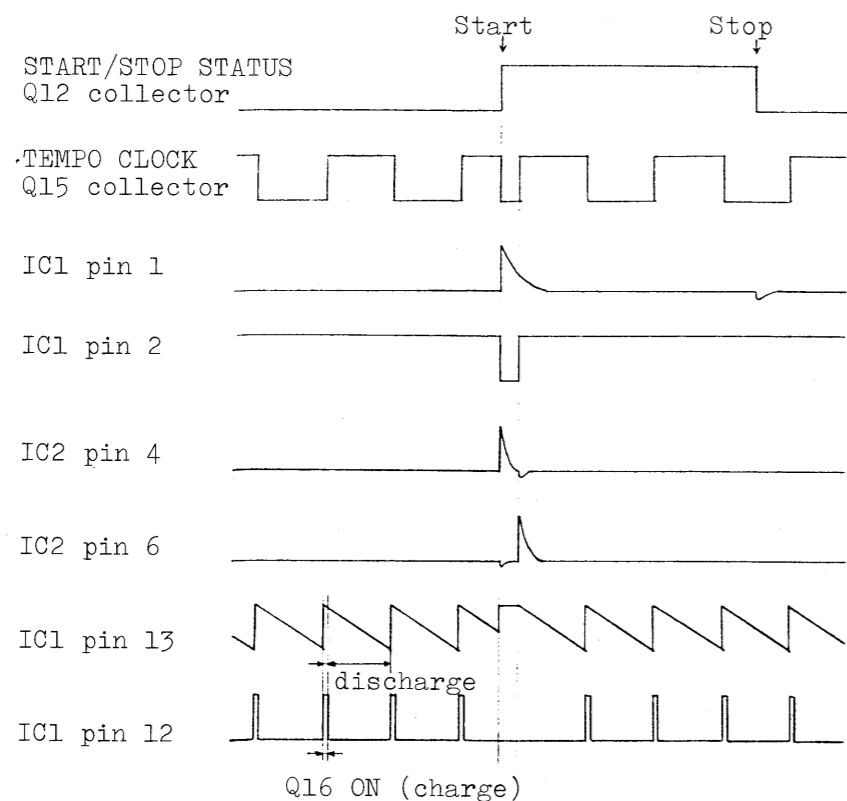 Start Stop
START/STOP STATUS
Q12 collector
TEMPO CLOCK
Q15 collector
IC1 pin 1
IC1 pin 2
IC2 pin 4
IC2 pin 6
IC1 pin 13
discharge
IC1 pin 12
Q16 ON (charge)